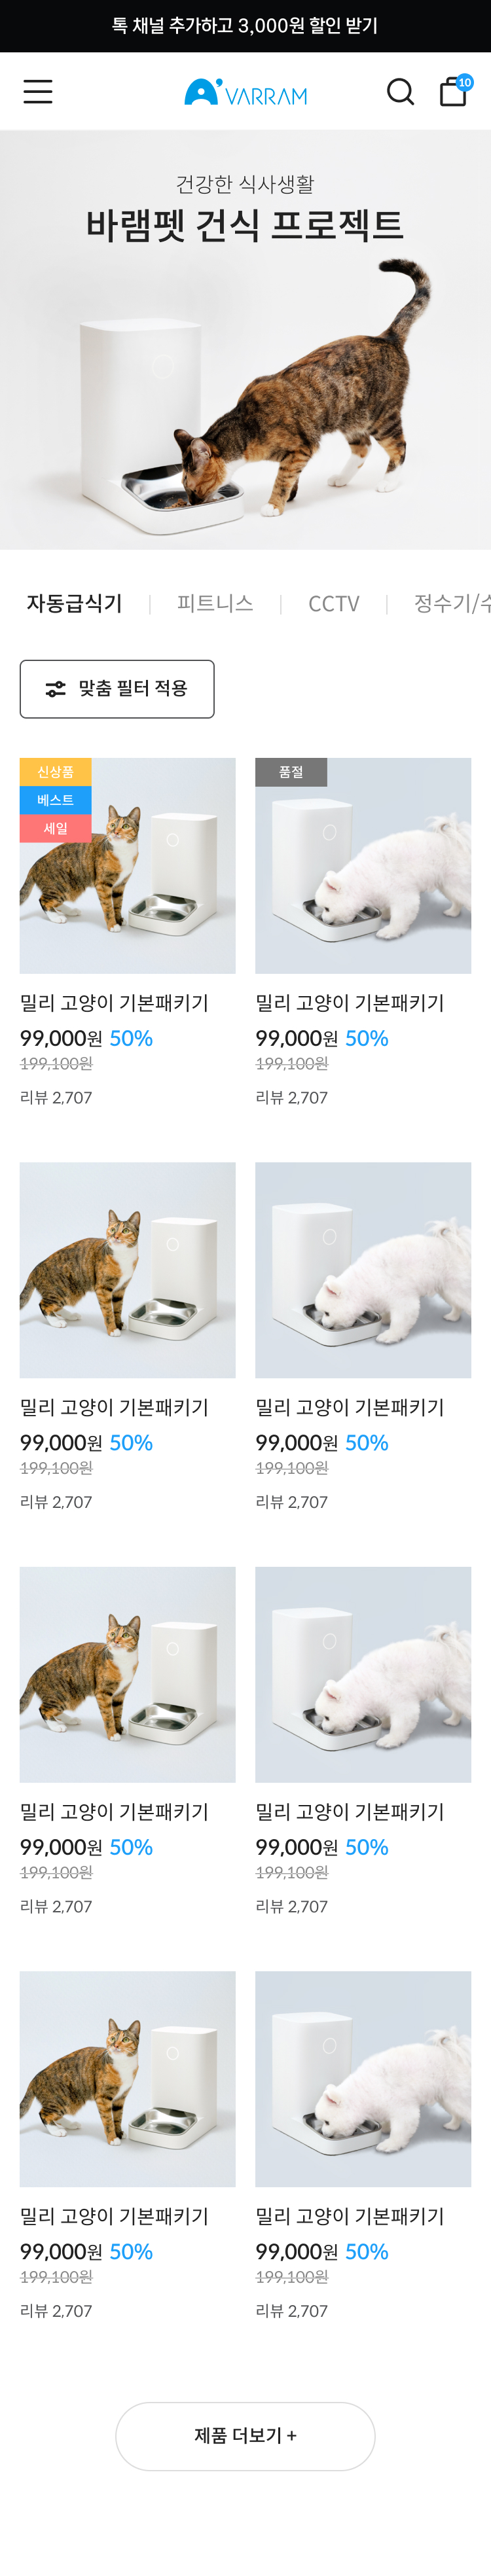 톡 채널 추가하고 3,000원 할인 받기
VARRAM
10
건강한 식사생활
바램펫 건식 프로젝트
자동급식기 | 피트니스 | CCTV | 정수기/
맞춤 필터 적용
신상품
베스트
세일
품절
밀리 고양이 기본패키기 밀리 고양이 기본패키기
99,000원 50% 99,000원 50%
199,100원 199,100원
리뷰 2,707 리뷰 2,707
밀리 고양이 기본패키기 밀리 고양이 기본패키기
99,000원 50% 99,000원 50%
199,100원 199,100원
리뷰 2,707 리뷰 2,707
밀리 고양이 기본패키기 밀리 고양이 기본패키기
99,000원 50% 99,000원 50%
199,100원 199,100원
리뷰 2,707 리뷰 2,707
밀리 고양이 기본패키기 밀리 고양이 기본패키기
99,000원 50% 99,000원 50%
199,100원 199,100원
리뷰 2,707 리뷰 2,707
제품 더보기 +